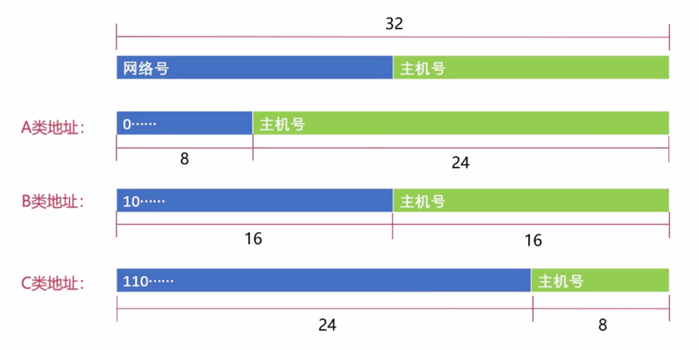 32
网络号 主机号
A类地址: 0…… 主机号
8 24
B类地址: 10…… 主机号
16 16
C类地址: 110…… 主机号
24 8